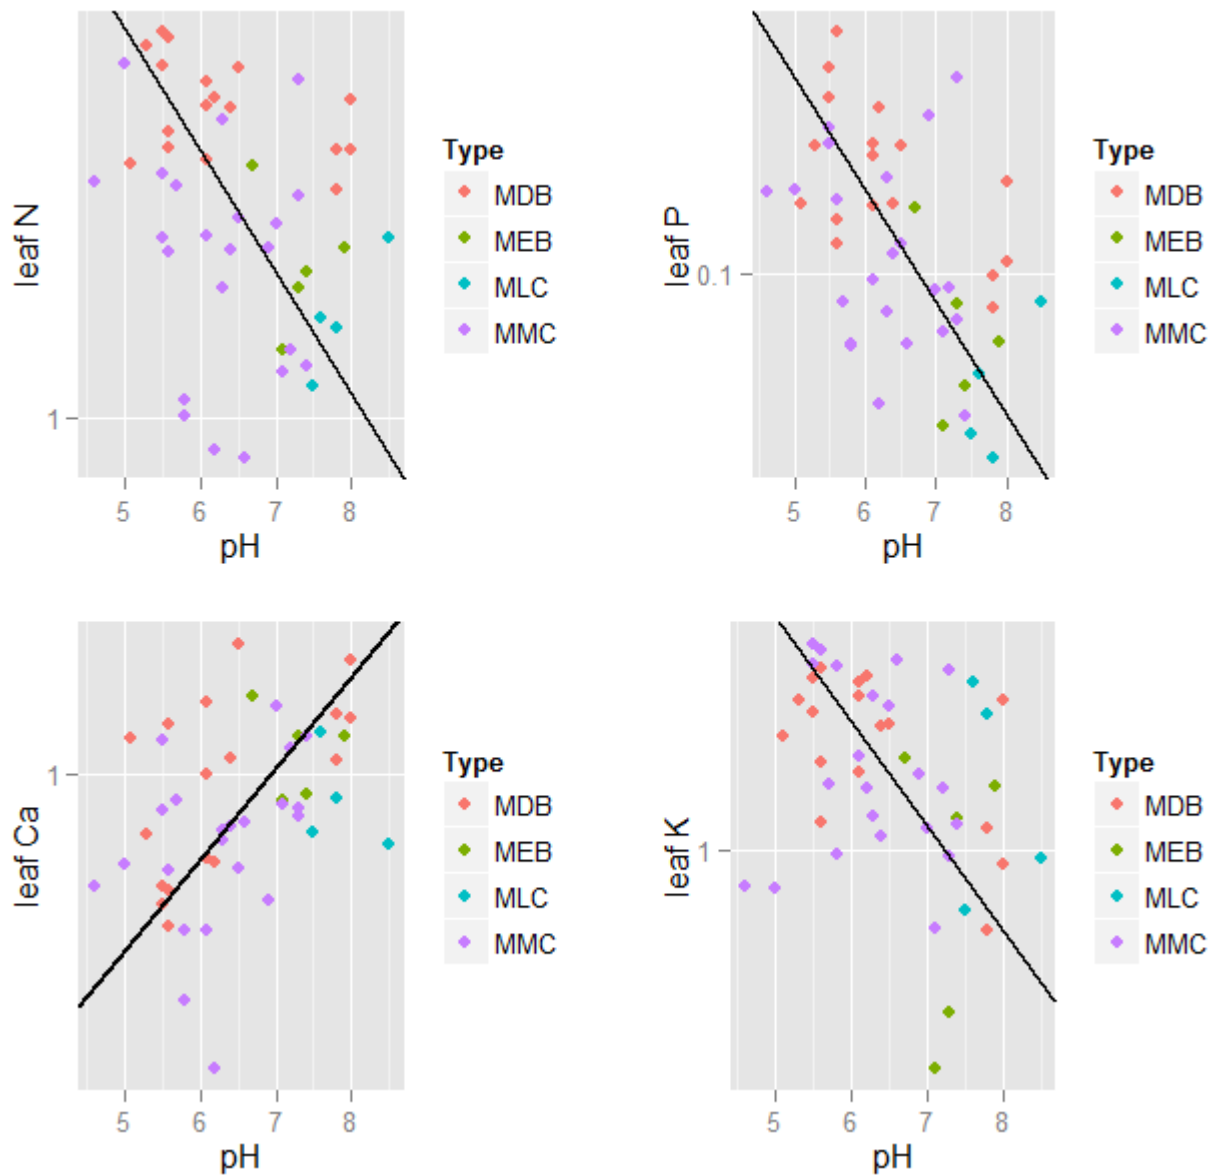 leaf N
1
5 6 7 8
pH
Type
MDB
MEB
MLC
MMC
leaf P
0.1
5 6 7 8
pH
Type
MDB
MEB
MLC
MMC
leaf Ca
1
5 6 7 8
pH
Type
MDB
MEB
MLC
MMC
leaf K
1
5 6 7 8
pH
Type
MDB
MEB
MLC
MMC